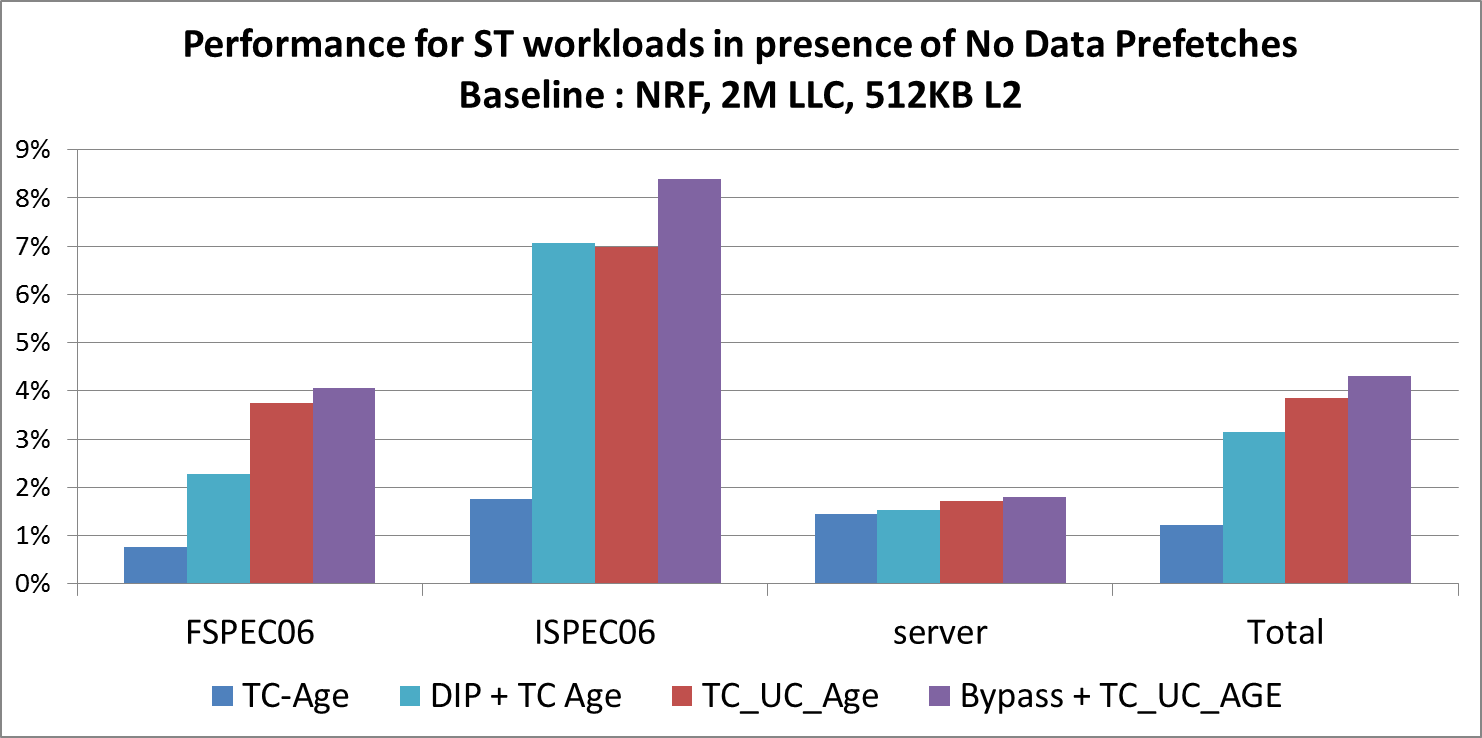 Performance for ST workloads in presence of No Data Prefetches
Baseline : NRF, 2M LLC, 512KB L2
9%
8%
7%
6%
5%
4%
3%
2%
1%
0%
FSPEC06 ISPEC06 server Total
TC-Age DIP + TC Age TC_UC_Age Bypass + TC_UC_AGE